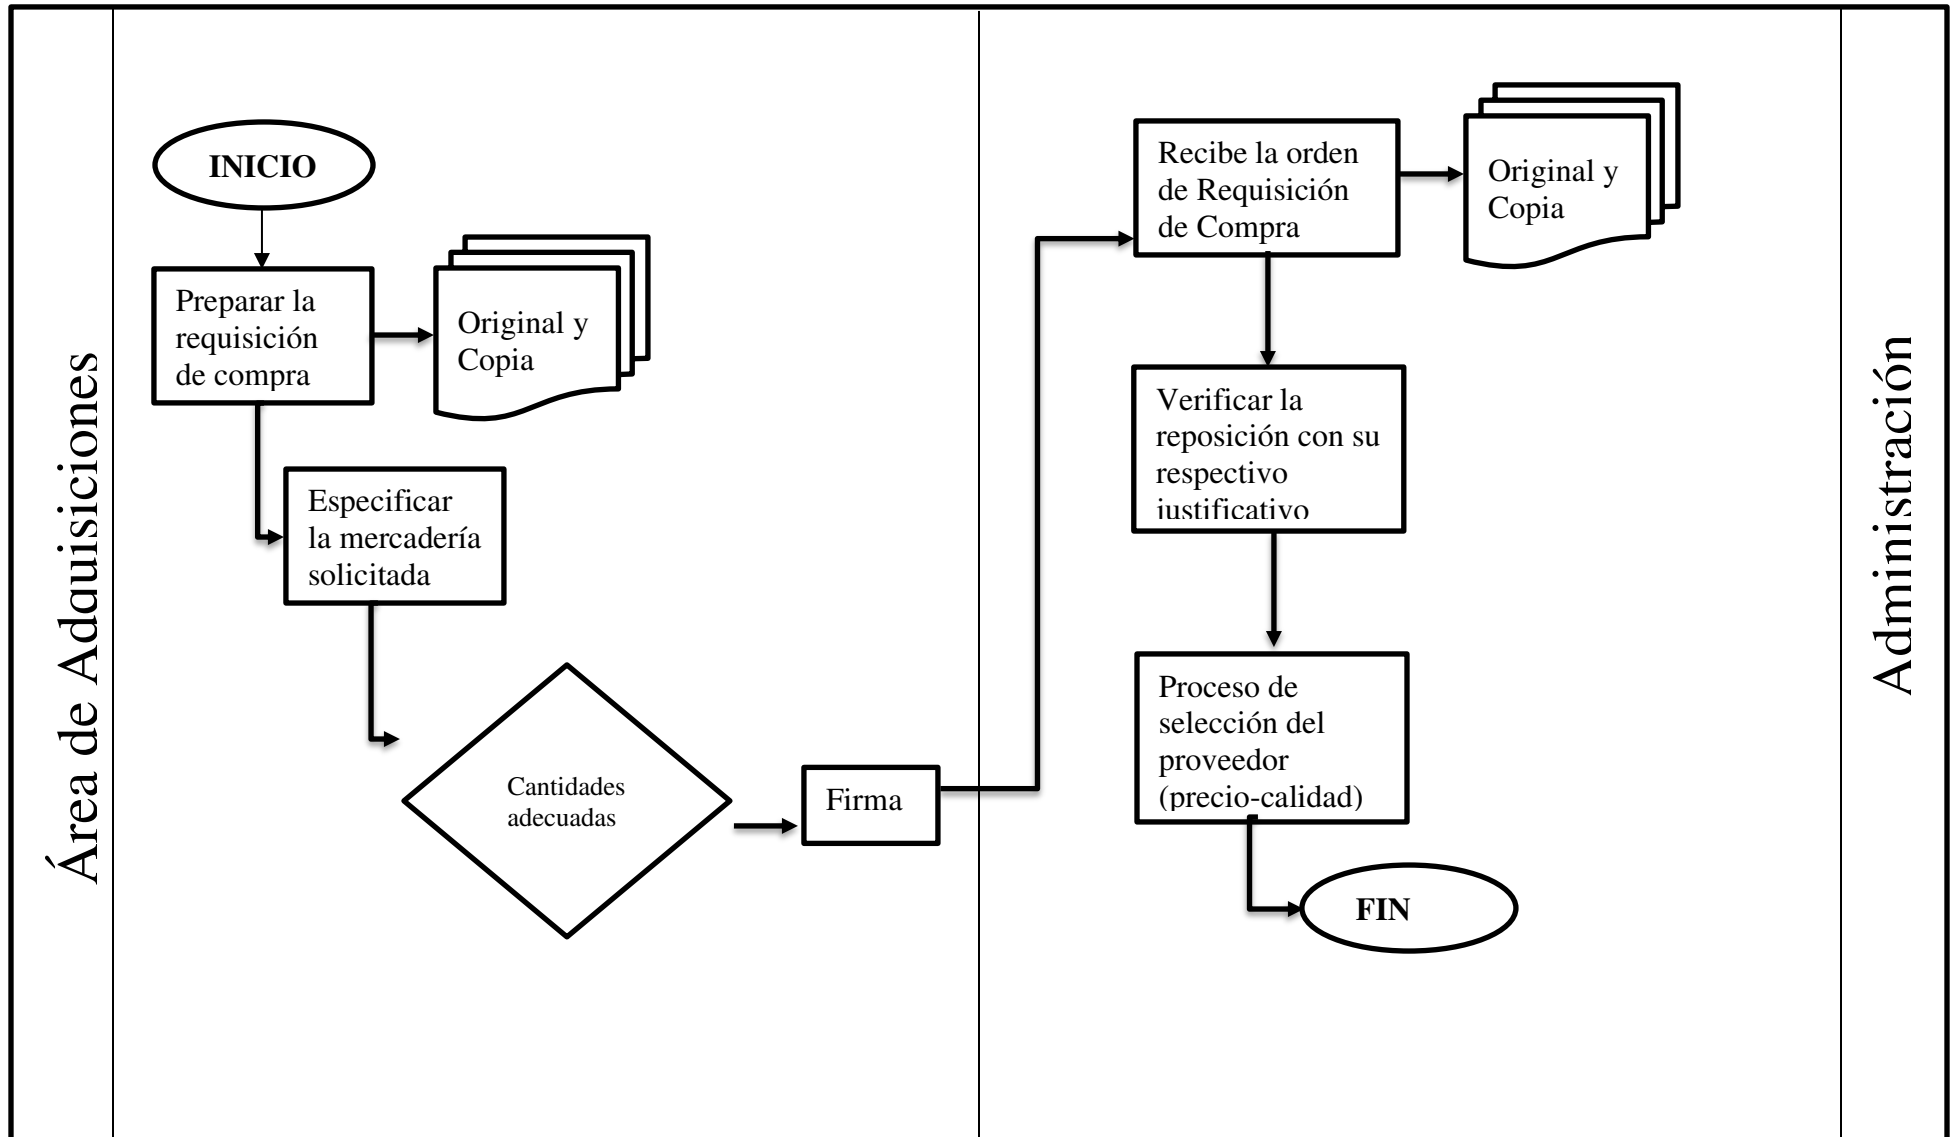 Área de Adquisiciones
INICIO
Preparar la
requisición
de compra
Original y
Copia
Especificar
la mercadería
solicitada
Cantidades
adecuadas
Firma
Recibe la orden
de Requisición
de Compra
Original y
Copia
Verificar la
reposición con su
respectivo
justificativo
Proceso de
selección del
proveedor
(precio-calidad)
FIN
Administración